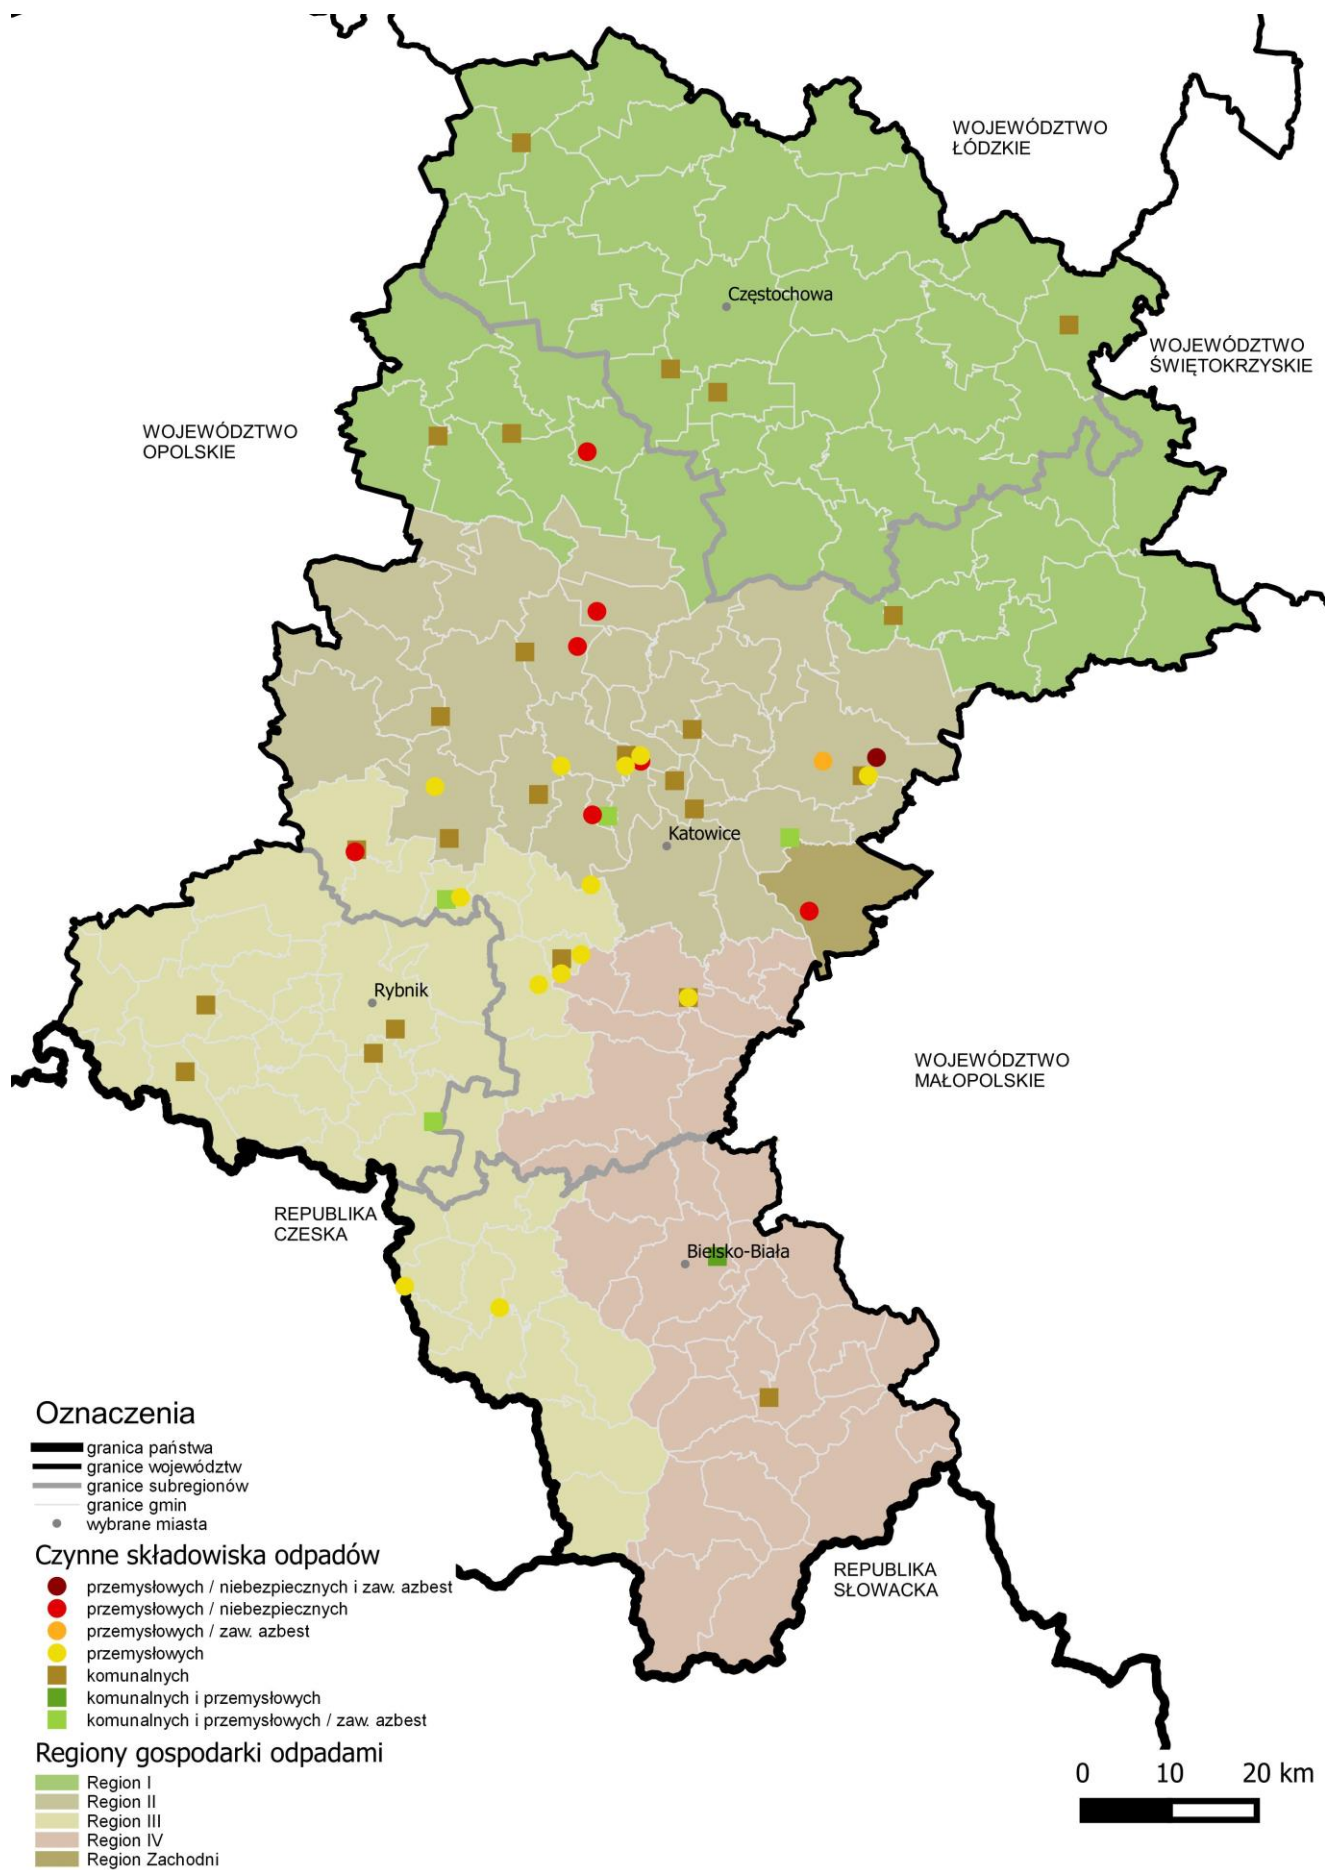 WOJEWÓDZTWO
ŁÓDZKIE
Częstochowa
WOJEWÓDZTWO
ŚWIĘTOKRZYSKIE
WOJEWÓDZTWO
OPOLSKIE
Katowice
Rybnik
WOJEWÓDZTWO
MAŁOPOLSKIE
REPUBLIKA
CZESKA
Bielsko-Biała
REPUBLIKA
SŁOWACKA
Oznaczenia
granica państwa
granice województw
granice subregionów
granice gmin
wybrane miasta
Czynne składowiska odpadów
przemysłowych / niebezpiecznych i zaw. azbest
przemysłowych / niebezpiecznych
przemysłowych / zaw. azbest
przemysłowych
komunalnych
komunalnych i przemysłowych
komunalnych i przemysłowych / zaw. azbest
Regiony gospodarki odpadami
Region I
Region II
Region III
Region IV
Region Zachodni
0 10 20 km